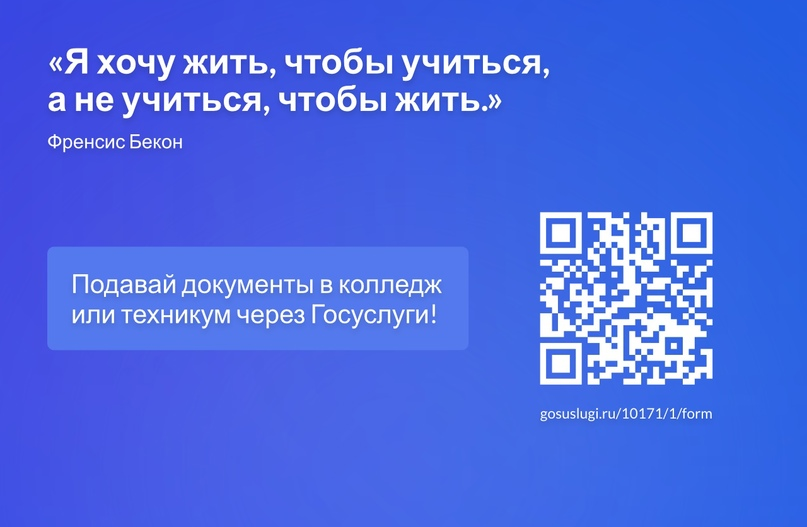 «Я хочу жить, чтобы учиться,
а не учиться, чтобы жить.»
Френсис Бекон
Подавай документы в колледж
или техникум через Госуслуги!
gosuslugi.ru/10171/1/form